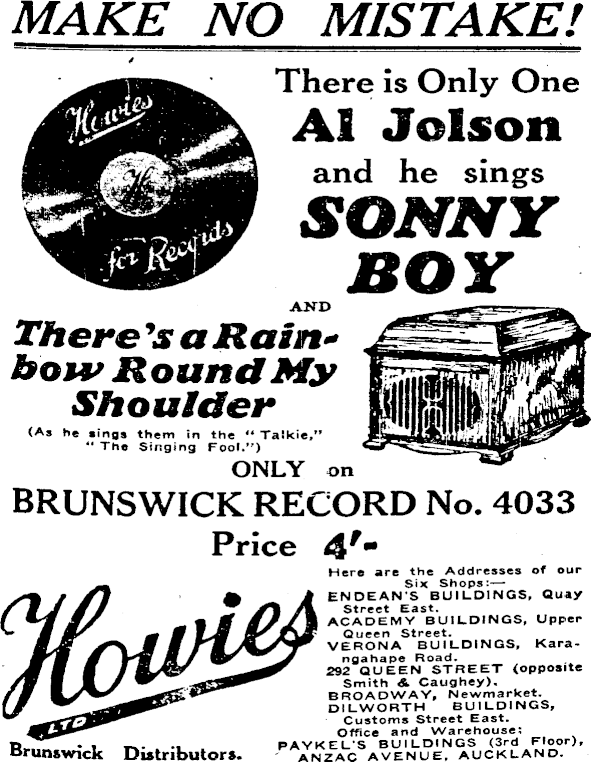 MAKE NO MISTAKE!
Howies
H
for Records
There is Only One
Al Jolson
and he sings
SONNY
BOY
AND
There's a Rain-
bow Round My
Shoulder
(As he sings them in the "Talkie,"
"The Singing Fool.")
ONLY on
BRUNSWICK RECORD No. 4033
Price 4'-
Howies
LTD
Brunswick Distributors.
Here are the Addresses of our
Six Shops:—
ENDEAN'S BUILDINGS, Quay
Street East.
ACADEMY BUILDINGS, Upper
Queen Street.
VERONA BUILDINGS, Kara-
ngahape Road.
292 QUEEN STREET (opposite
Smith & Caughey).
BROADWAY, Newmarket.
DILWORTH BUILDINGS,
Customs Street East.
Office and Warehouse:
PAYKEL'S BUILDINGS (3rd Floor),
ANZAC AVENUE, AUCKLAND.